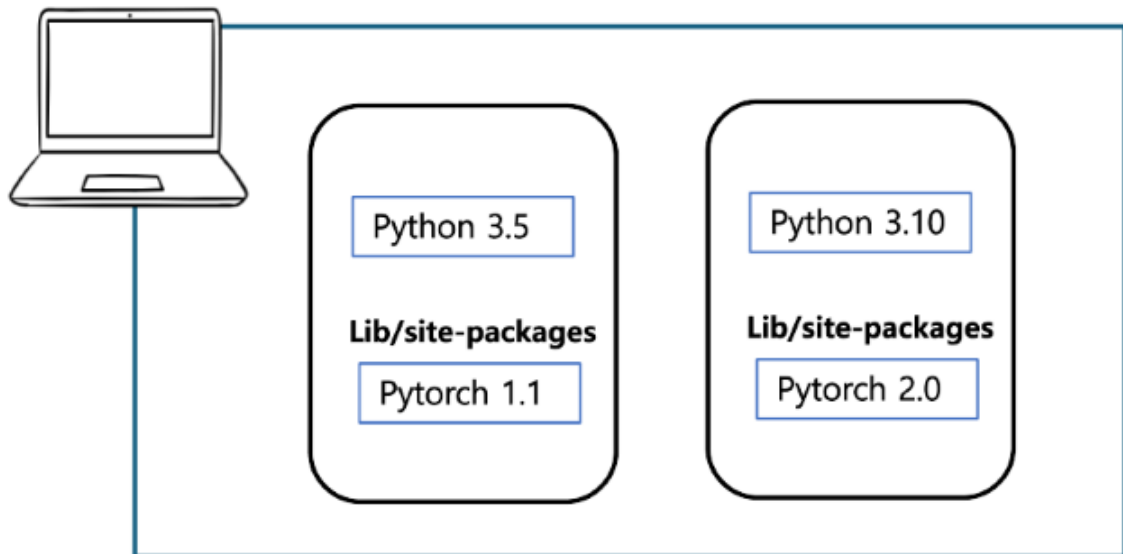 Python 3.5
Lib/site-packages
Pytorch 1.1
Python 3.10
Lib/site-packages
Pytorch 2.0